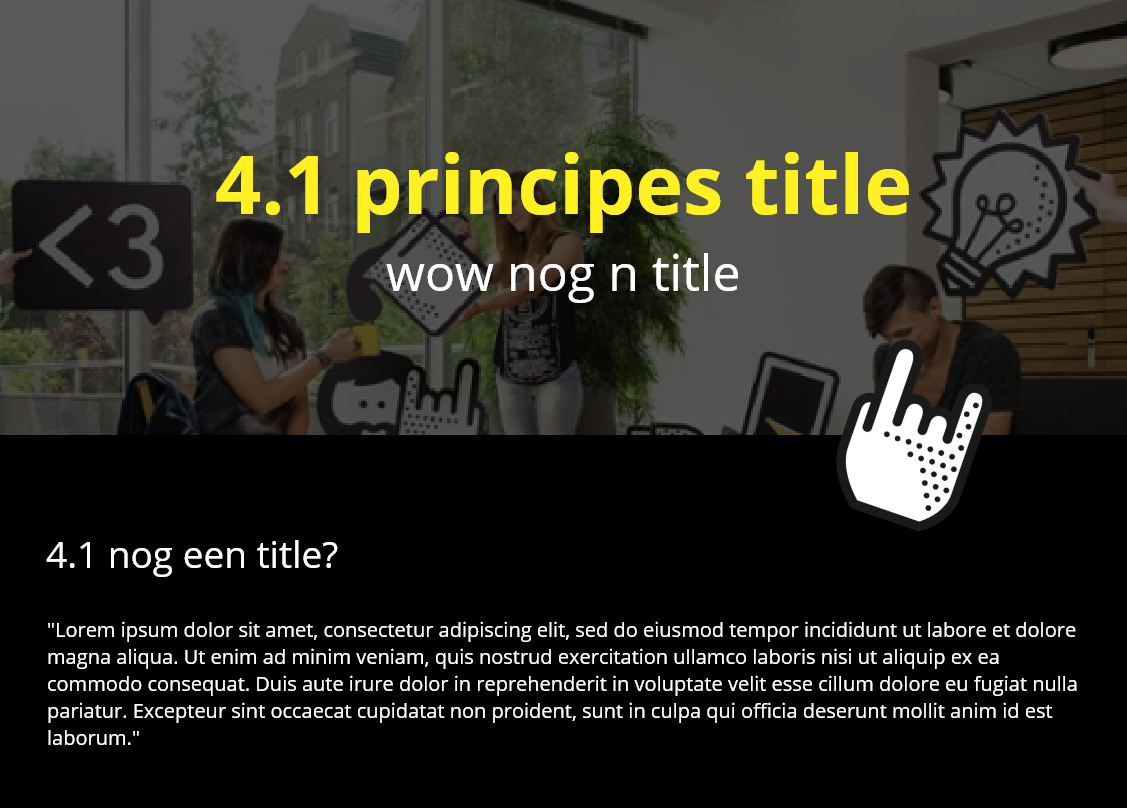 4.1 principes title
<3
wow nog n title
4.1 nog een title?
"Lorem ipsum dolor sit amet, consectetur adipiscing elit, sed do eiusmod tempor incididunt ut labore et dolore
magna aliqua. Ut enim ad minim veniam, quis nostrud exercitation ullamco laboris nisi ut aliquip ex ea
commodo consequat. Duis aute irure dolor in reprehenderit in voluptate velit esse cillum dolore eu fugiat nulla
pariatur. Excepteur sint occaecat cupidatat non proident, sunt in culpa qui officia deserunt mollit anim id est
laborum."